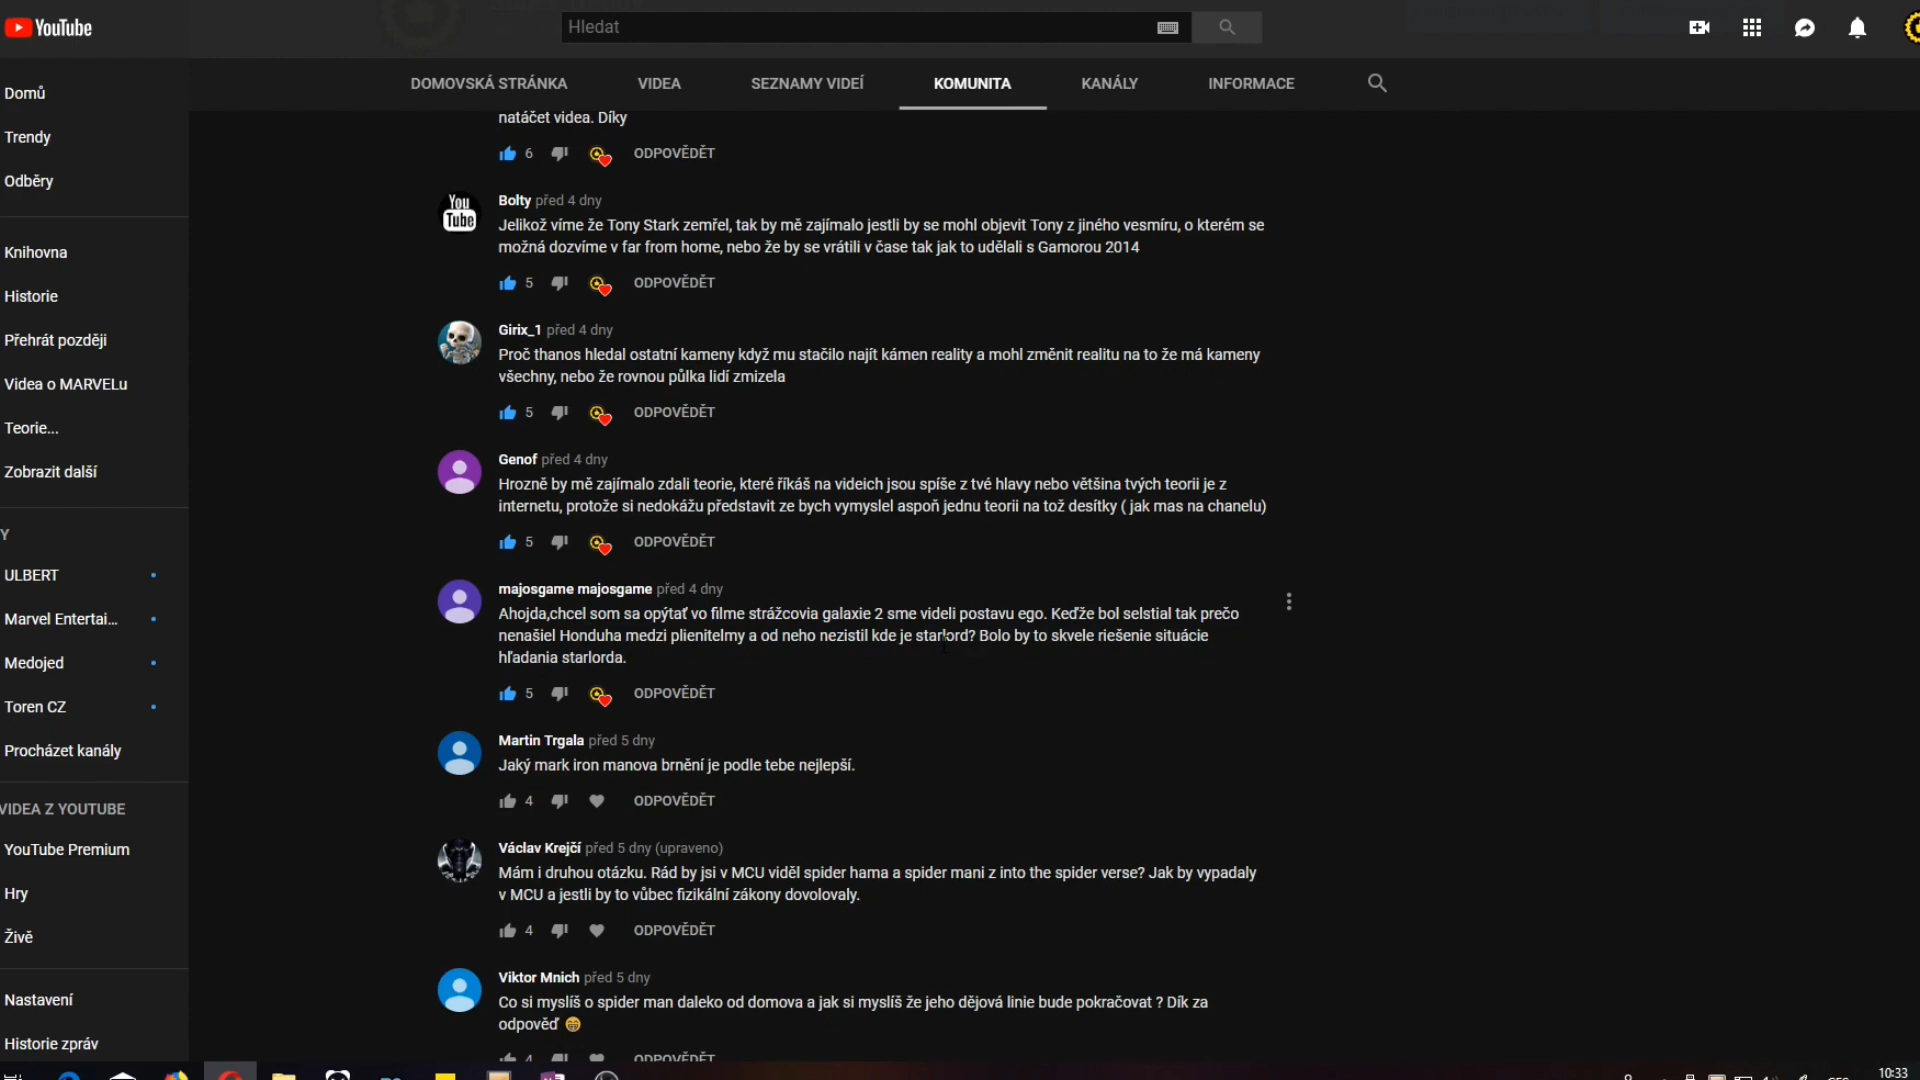 YouTube
Hledat
DOMOVSKÁ STRÁNKA
VIDEA
SEZNAMY VIDEÍ
KOMUNITA
KANÁLY
INFORMACE
Domů
Trendy
Odběry
Knihovna
Historie
Přehrát později
Videa o MARVELu
Teorie...
Zobrazit další
Y
ULBERT
Marvel Entertai...
Medojed
Toren CZ
Procházet kanály
VIDEA Z YOUTUBE
YouTube Premium
Hry
Živě
Nastavení
Historie zpráv
natáčet videa. Díky
6 ODPOVĚDĚT
You
Tube
Bolty před 4 dny
Jelikož víme že Tony Stark zemřel, tak by mě zajímalo jestli by se mohl objevit Tony z jiného vesmíru, o kterém se
možná dozvíme v far from home, nebo že by se vrátili v čase tak jak to udělali s Gamorou 2014
5 ODPOVĚDĚT
Girix_1 před 4 dny
Proč thanos hledal ostatní kameny když mu stačilo najít kámen reality a mohl změnit realitu na to že má kameny
všechny, nebo že rovnou půlka lidí zmizela
5 ODPOVĚDĚT
Genof před 4 dny
Hrozně by mě zajímalo zdali teorie, které říkáš na videich jsou spíše z tvé hlavy nebo většina tvých teorii je z
internetu, protože si nedokážu představit ze bych vymyslel aspoň jednu teorii na tož desítky ( jak mas na chanelu)
5 ODPOVĚDĚT
majosgame majosgame před 4 dny
Ahojda,chcel som sa opýtať vo filme strážcovia galaxie 2 sme videli postavu ego. Keďže bol selstial tak prečo
nenašiel Honduha medzi plienitelmy a od neho nezistil kde je starlord? Bolo by to skvele riešenie situácie
hľadania starlorda.
5 ODPOVĚDĚT
Martin Trgala před 5 dny
Jaký mark iron manova brnění je podle tebe nejlepší.
4 ODPOVĚDĚT
Václav Krejčí před 5 dny (upraveno)
Mám i druhou otázku. Rád by jsi v MCU viděl spider hama a spider mani z into the spider verse? Jak by vypadaly
v MCU a jestli by to vůbec fizikální zákony dovolovaly.
4 ODPOVĚDĚT
Viktor Mnich před 5 dny
Co si myslíš o spider man daleko od domova a jak si myslíš že jeho dějová linie bude pokračovat ? Dík za
odpověď 😁
4 ODPOVĚDĚT
10:33